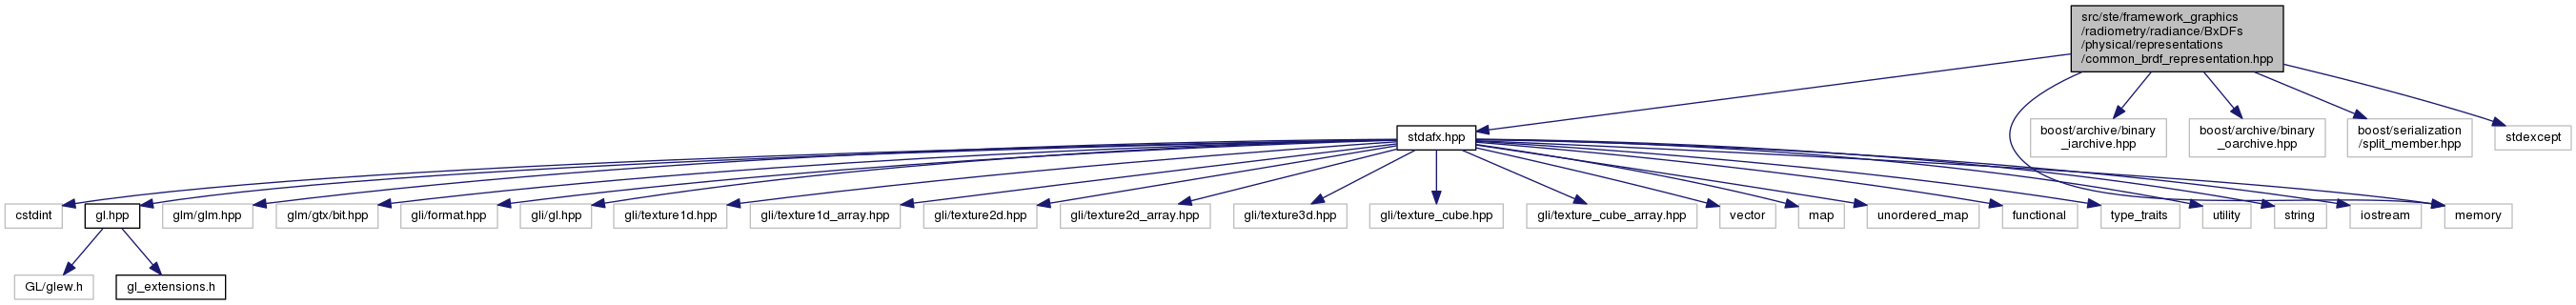 src/ste/framework_graphics
/radiometry/radiance/BxDFs
/physical/representations
/common_brdf_representation.hpp
stdafx.hpp
boost/archive/binary
_iarchive.hpp
boost/archive/binary
_oarchive.hpp
boost/serialization
/split_member.hpp
stdexcept
cstdint
gl.hpp
glm/glm.hpp
glm/gtx/bit.hpp
gli/format.hpp
gli/gl.hpp
gli/texture1d.hpp
gli/texture1d_array.hpp
gli/texture2d.hpp
gli/texture2d_array.hpp
gli/texture3d.hpp
gli/texture_cube.hpp
gli/texture_cube_array.hpp
vector
map
unordered_map
functional
type_traits
utility
string
iostream
memory
GL/glew.h
gl_extensions.h